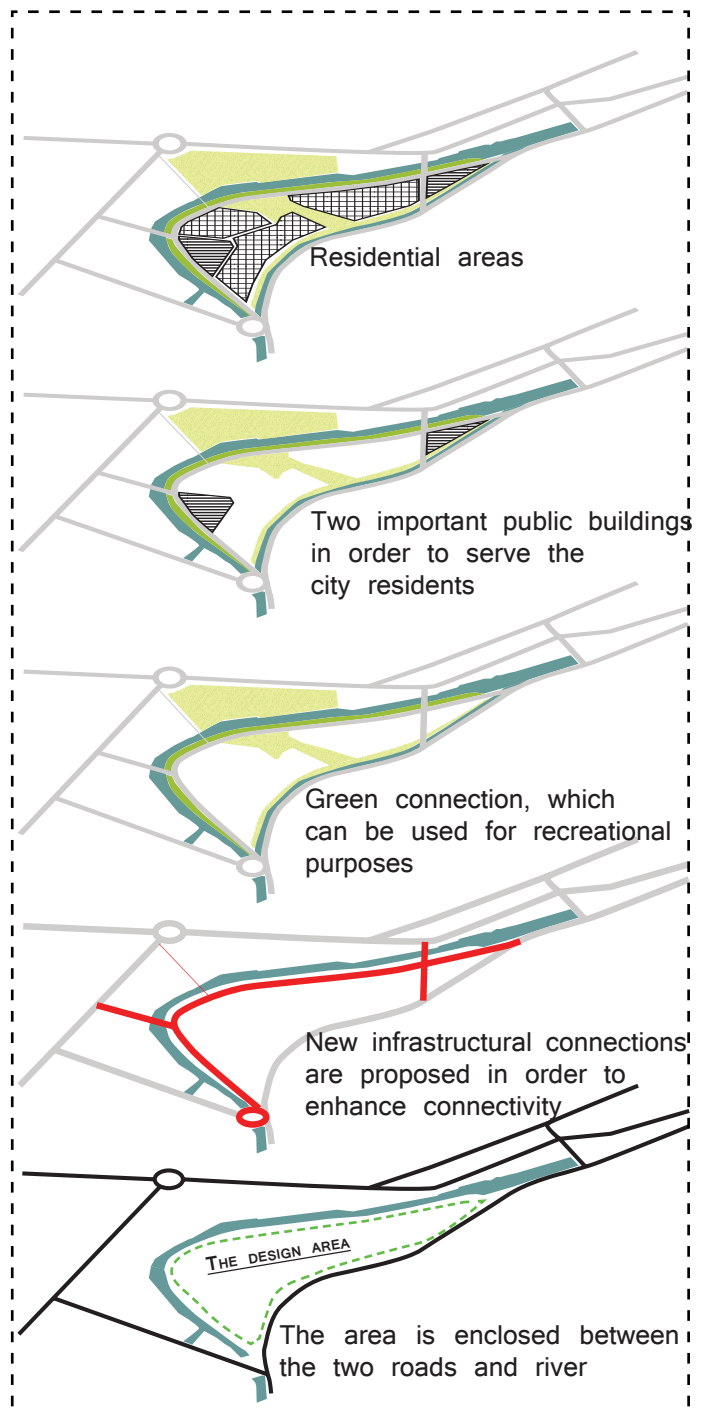 Residential areas
Two important public buildings
in order to serve the
city residents
Green connection, which
can be used for recreational
purposes
New infrastructural connections
are proposed in order to
enhance connectivity
THE DESIGN AREA
The area is enclosed between
the two roads and river